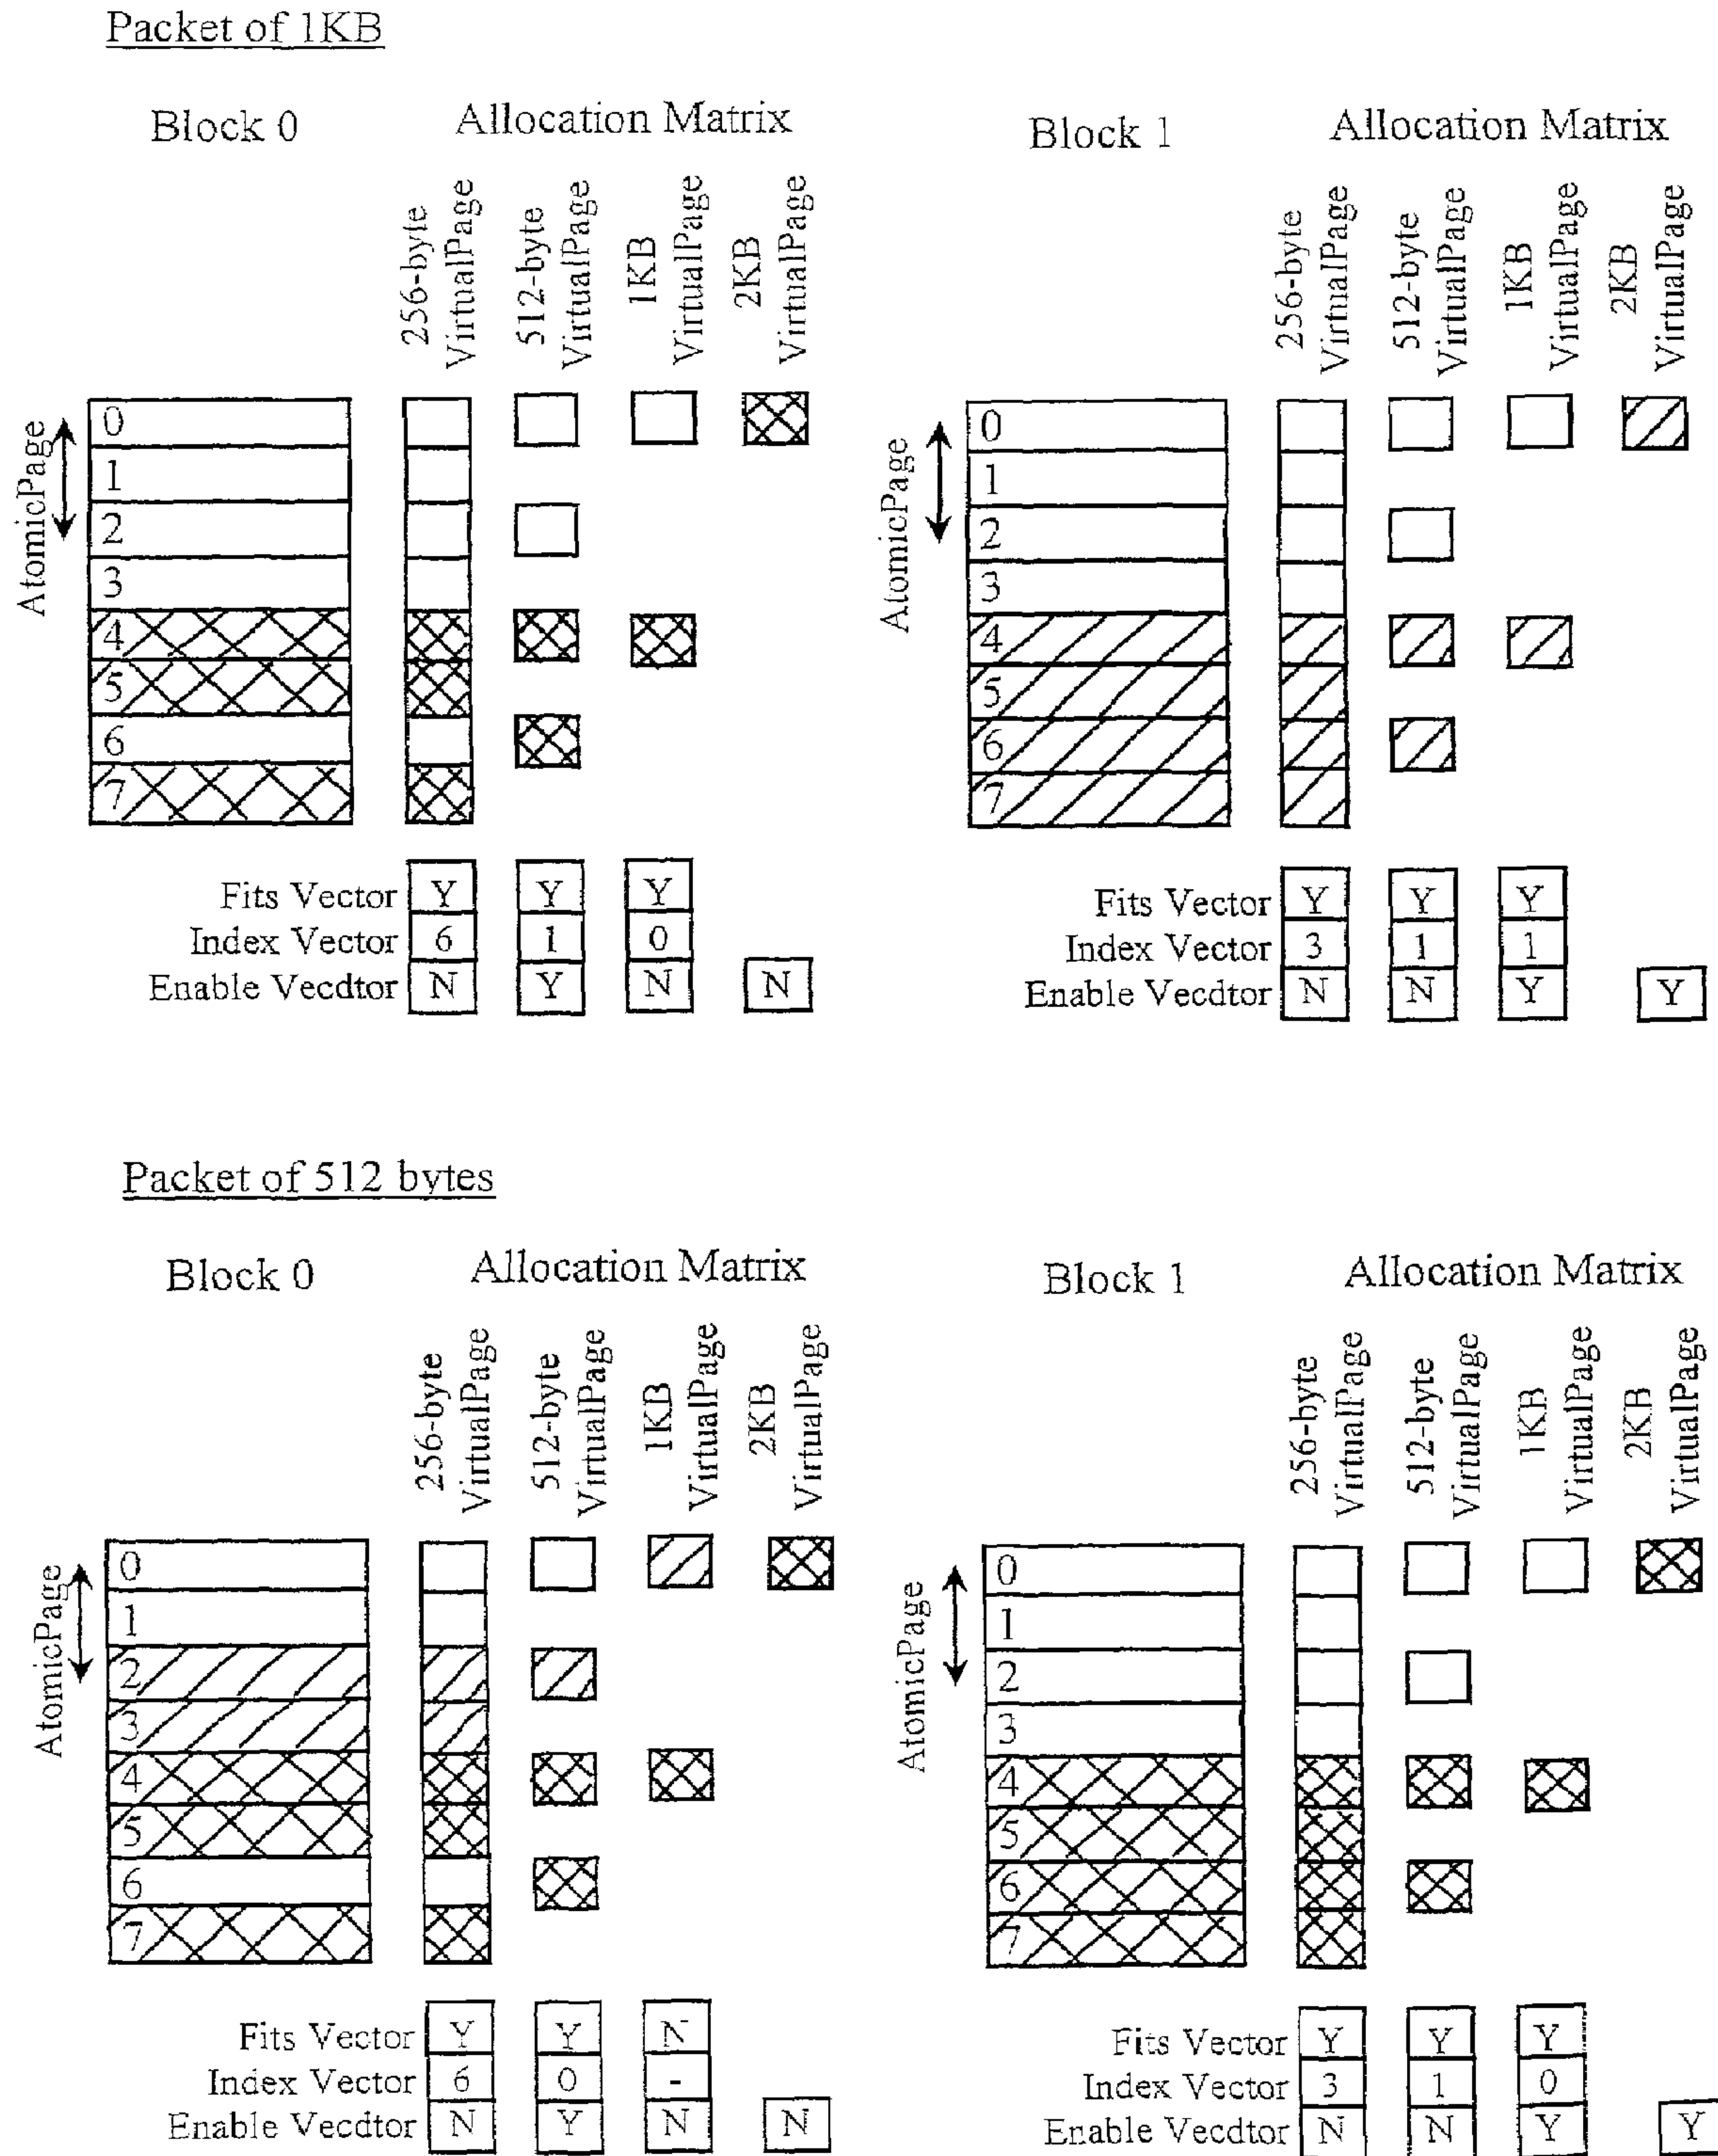 Packet of 1KB
Block 0
Allocation Matrix
256-byte
VirtualPage
512-byte
VirtualPage
1KB
VirtualPage
2KB
VirtualPage
AtomicPage
0
1
2
3
4
5
6
7
Fits Vector Y Y Y
Index Vector 6 1 0
Enable Vecdtor N Y N N
Block 1
Allocation Matrix
256-byte
VirtualPage
512-byte
VirtualPage
1KB
VirtualPage
2KB
VirtualPage
AtomicPage
0
1
2
3
4
5
6
7
Fits Vector Y Y Y
Index Vector 3 1 1
Enable Vecdtor N N Y Y
Packet of 512 bytes
Block 0
Allocation Matrix
256-byte
VirtualPage
512-byte
VirtualPage
1KB
VirtualPage
2KB
VirtualPage
AtomicPage
0
1
2
3
4
5
6
7
Fits Vector Y Y N
Index Vector 6 0 -
Enable Vecdtor N Y N N
Block 1
Allocation Matrix
256-byte
VirtualPage
512-byte
VirtualPage
1KB
VirtualPage
2KB
VirtualPage
AtomicPage
0
1
2
3
4
5
6
7
Fits Vector Y Y Y
Index Vector 3 1 0
Enable Vecdtor N N Y Y